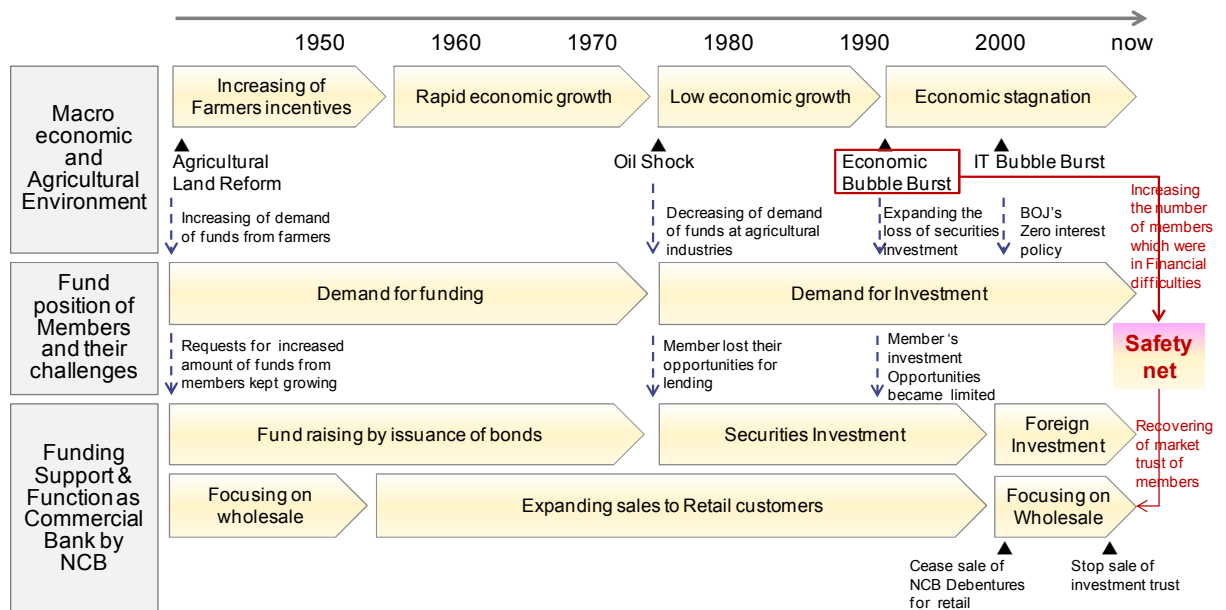 1950
1960
1970
1980
1990
2000
now
Macro
economic
and
Agricultural
Environment
Increasing of
Farmers incentives
Rapid economic growth
Low economic growth
Economic stagnation
Agricultural
Land Reform
Oil Shock
Economic
Bubble Burst
IT Bubble Burst
Increasing of demand
of funds from farmers
Decreasing of demand
of funds at agricultural
industries
Expanding the
loss of securities
investment
BOJ's
Zero interest
policy
Increasing
the number
of members
which were
in Financial
difficulties
Fund
position of
Members
and their
challenges
Demand for funding
Demand for Investment
Requests for increased
amount of funds from
members kept growing
Member lost their
opportunities for
lending
Member 's
investment
Opportunities
became limited
Safety
net
Funding
Support &
Function as
Commercial
Bank by
NCB
Fund raising by issuance of bonds
Securities Investment
Foreign
Investment
Recovering
of market
trust of
members
Focusing on
wholesale
Expanding sales to Retail customers
Focusing on
Wholesale
Cease sale of
NCB Debentures
for retail
Stop sale of
investment trust